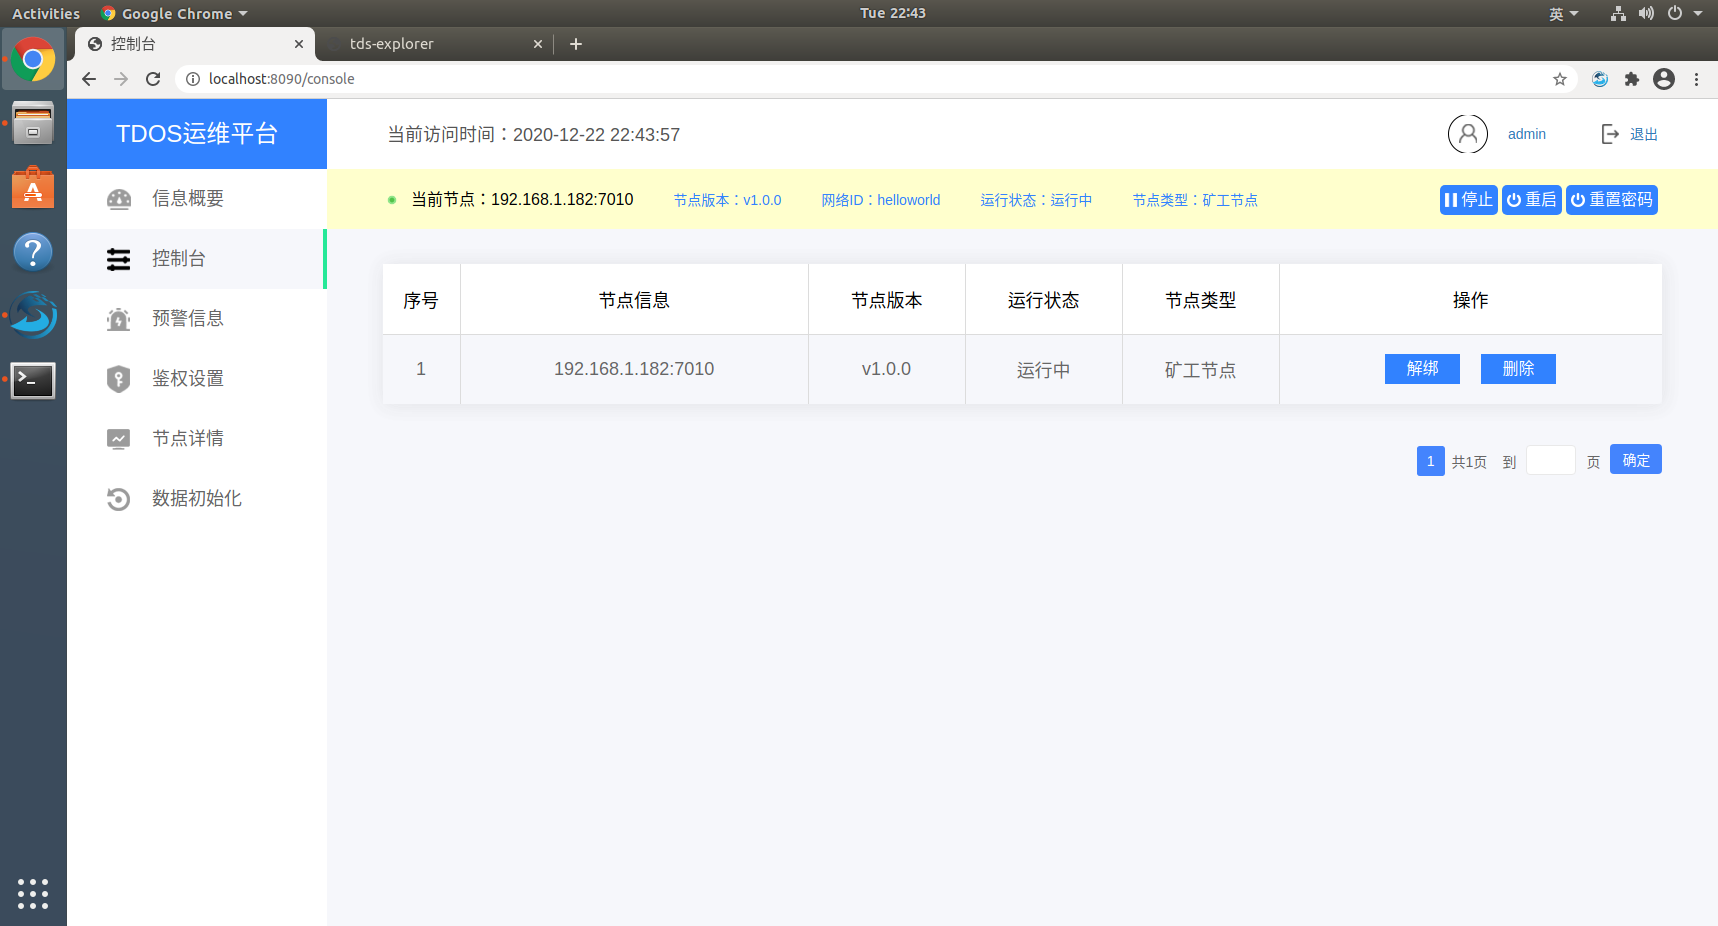 Activities Google Chrome Tue 22:43 英
控制台 tds-explorer
localhost:8090/console
TDOS运维平台 当前访问时间：2020-12-22 22:43:57 admin 退出
信息概要 当前节点：192.168.1.182:7010 节点版本：v1.0.0 网络ID：helloworld 运行状态：运行中 节点类型：矿工节点 停止 重启 重置密码
控制台
预警信息
鉴权设置
节点详情
数据初始化
序号 节点信息 节点版本 运行状态 节点类型 操作
1 192.168.1.182:7010 v1.0.0 运行中 矿工节点 解绑 删除
1 共1页 到 页 确定